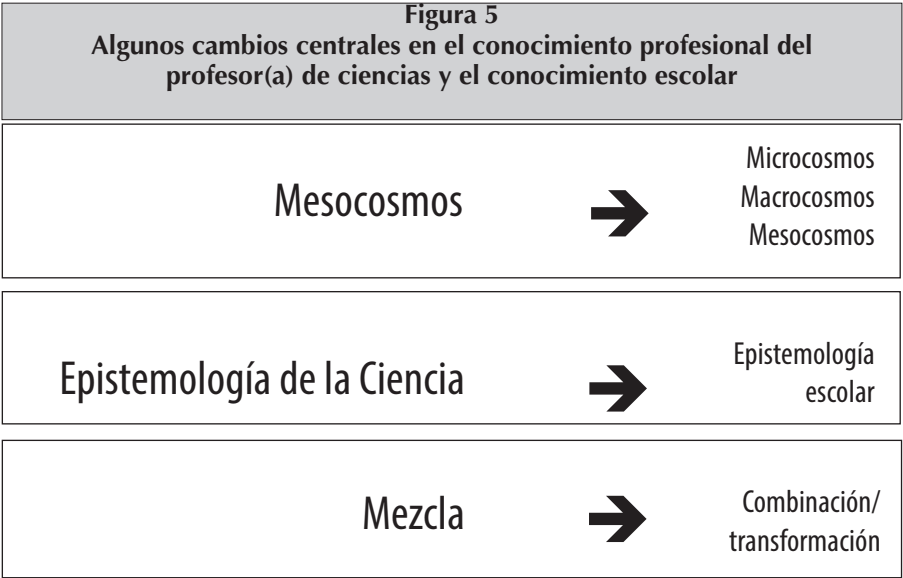 Figura 5
Algunos cambios centrales en el conocimiento profesional del
profesor(a) de ciencias y el conocimiento escolar
Mesocosmos
Microcosmos
Macrocosmos
Mesocosmos
Epistemología de la Ciencia
Epistemología
escolar
Mezcla
Combinación/
transformación